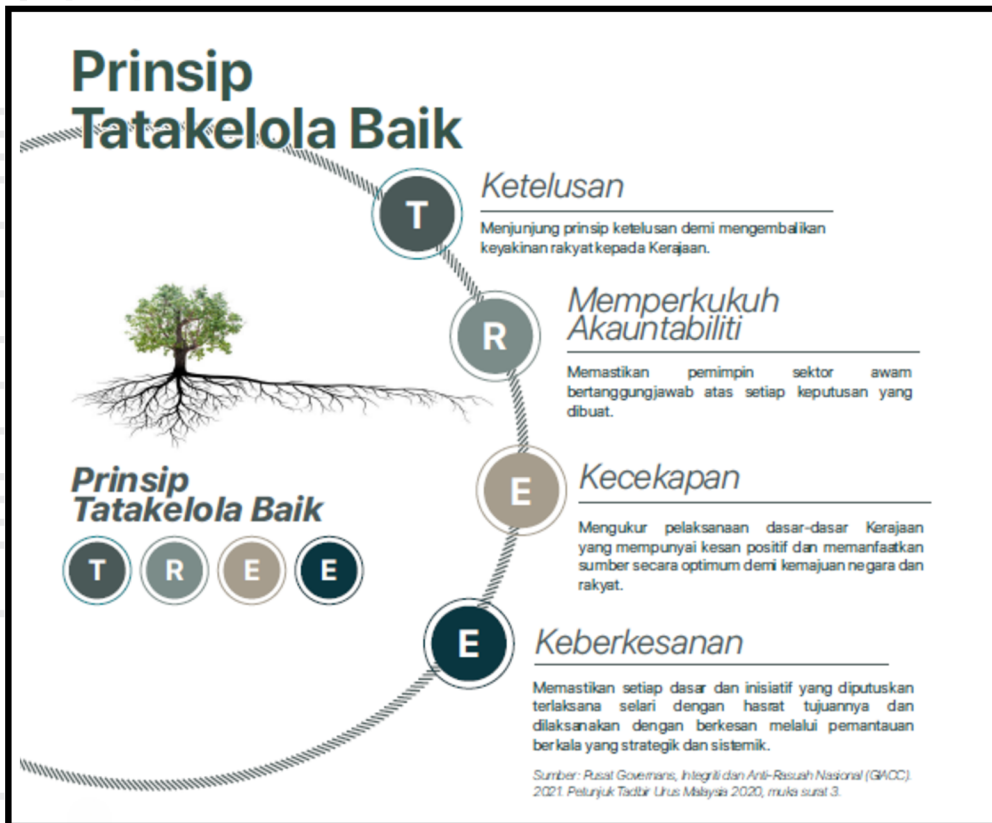 Prinsip
Tatakelola Baik
T
Ketelusan
Menjunjung prinsip ketelusan demi mengembalikan
keyakinan rakyat kepada Kerajaan.
R
Memperkukuh
Akauntabiliti
Memastikan pemimpin sektor awam
bertanggungjawab atas setiap keputusan yang
dibuat.
E
Kecekapan
Mengukur pelaksanaan dasar-dasar Kerajaan
yang mempunyai kesan positif dan memanfaatkan
sumber secara optimum demi kemajuan negara dan
rakyat.
Prinsip
Tatakelola Baik
T R E E
E
Keberkesanan
Memastikan setiap dasar dan inisiatif yang diputuskan
terlaksana selari dengan hasrat tujuannya dan
dilaksanakan dengan berkesan melalui pemantauan
berkala yang strategik dan sistemik.
Sumber: Pusat Governans, Integriti dan Anti-Rasuah Nasional (GIACC).
2021. Petunjuk Tadbir Urus Malaysia 2020, muka surat 3.